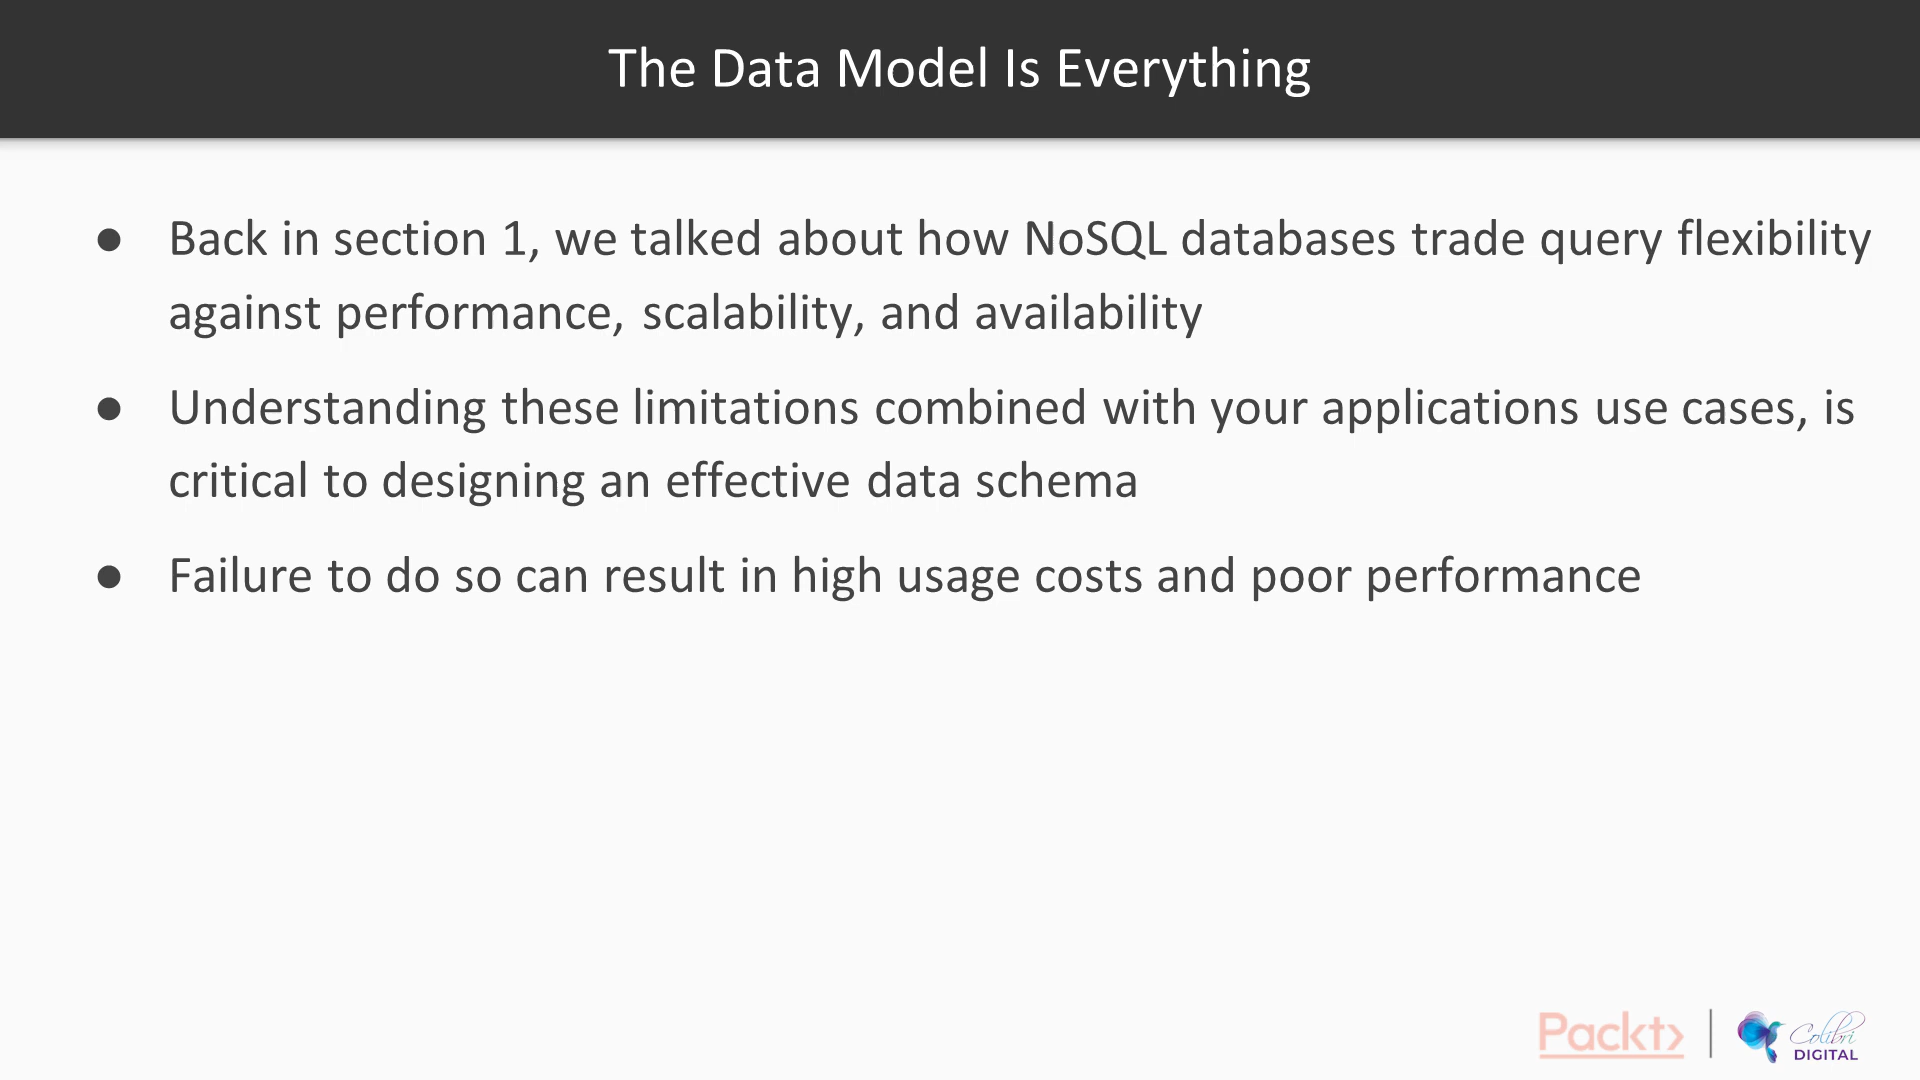 The Data Model Is Everything
● Back in section 1, we talked about how NoSQL databases trade query flexibility
against performance, scalability, and availability
● Understanding these limitations combined with your applications use cases, is
critical to designing an effective data schema
● Failure to do so can result in high usage costs and poor performance
Packt>
Colibri
DIGITAL